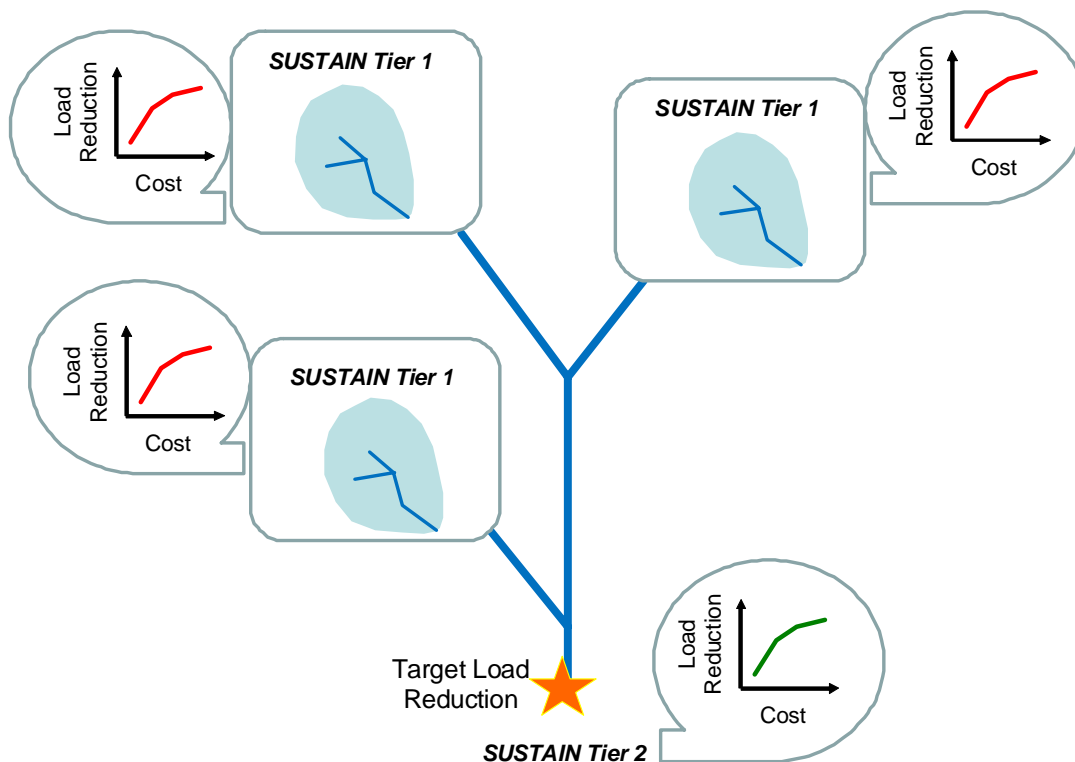 SUSTAIN Tier 1
Load
Reduction
Cost
SUSTAIN Tier 1
Load
Reduction
Cost
SUSTAIN Tier 1
Load
Reduction
Cost
Target Load
Reduction
Load
Reduction
Cost
SUSTAIN Tier 2